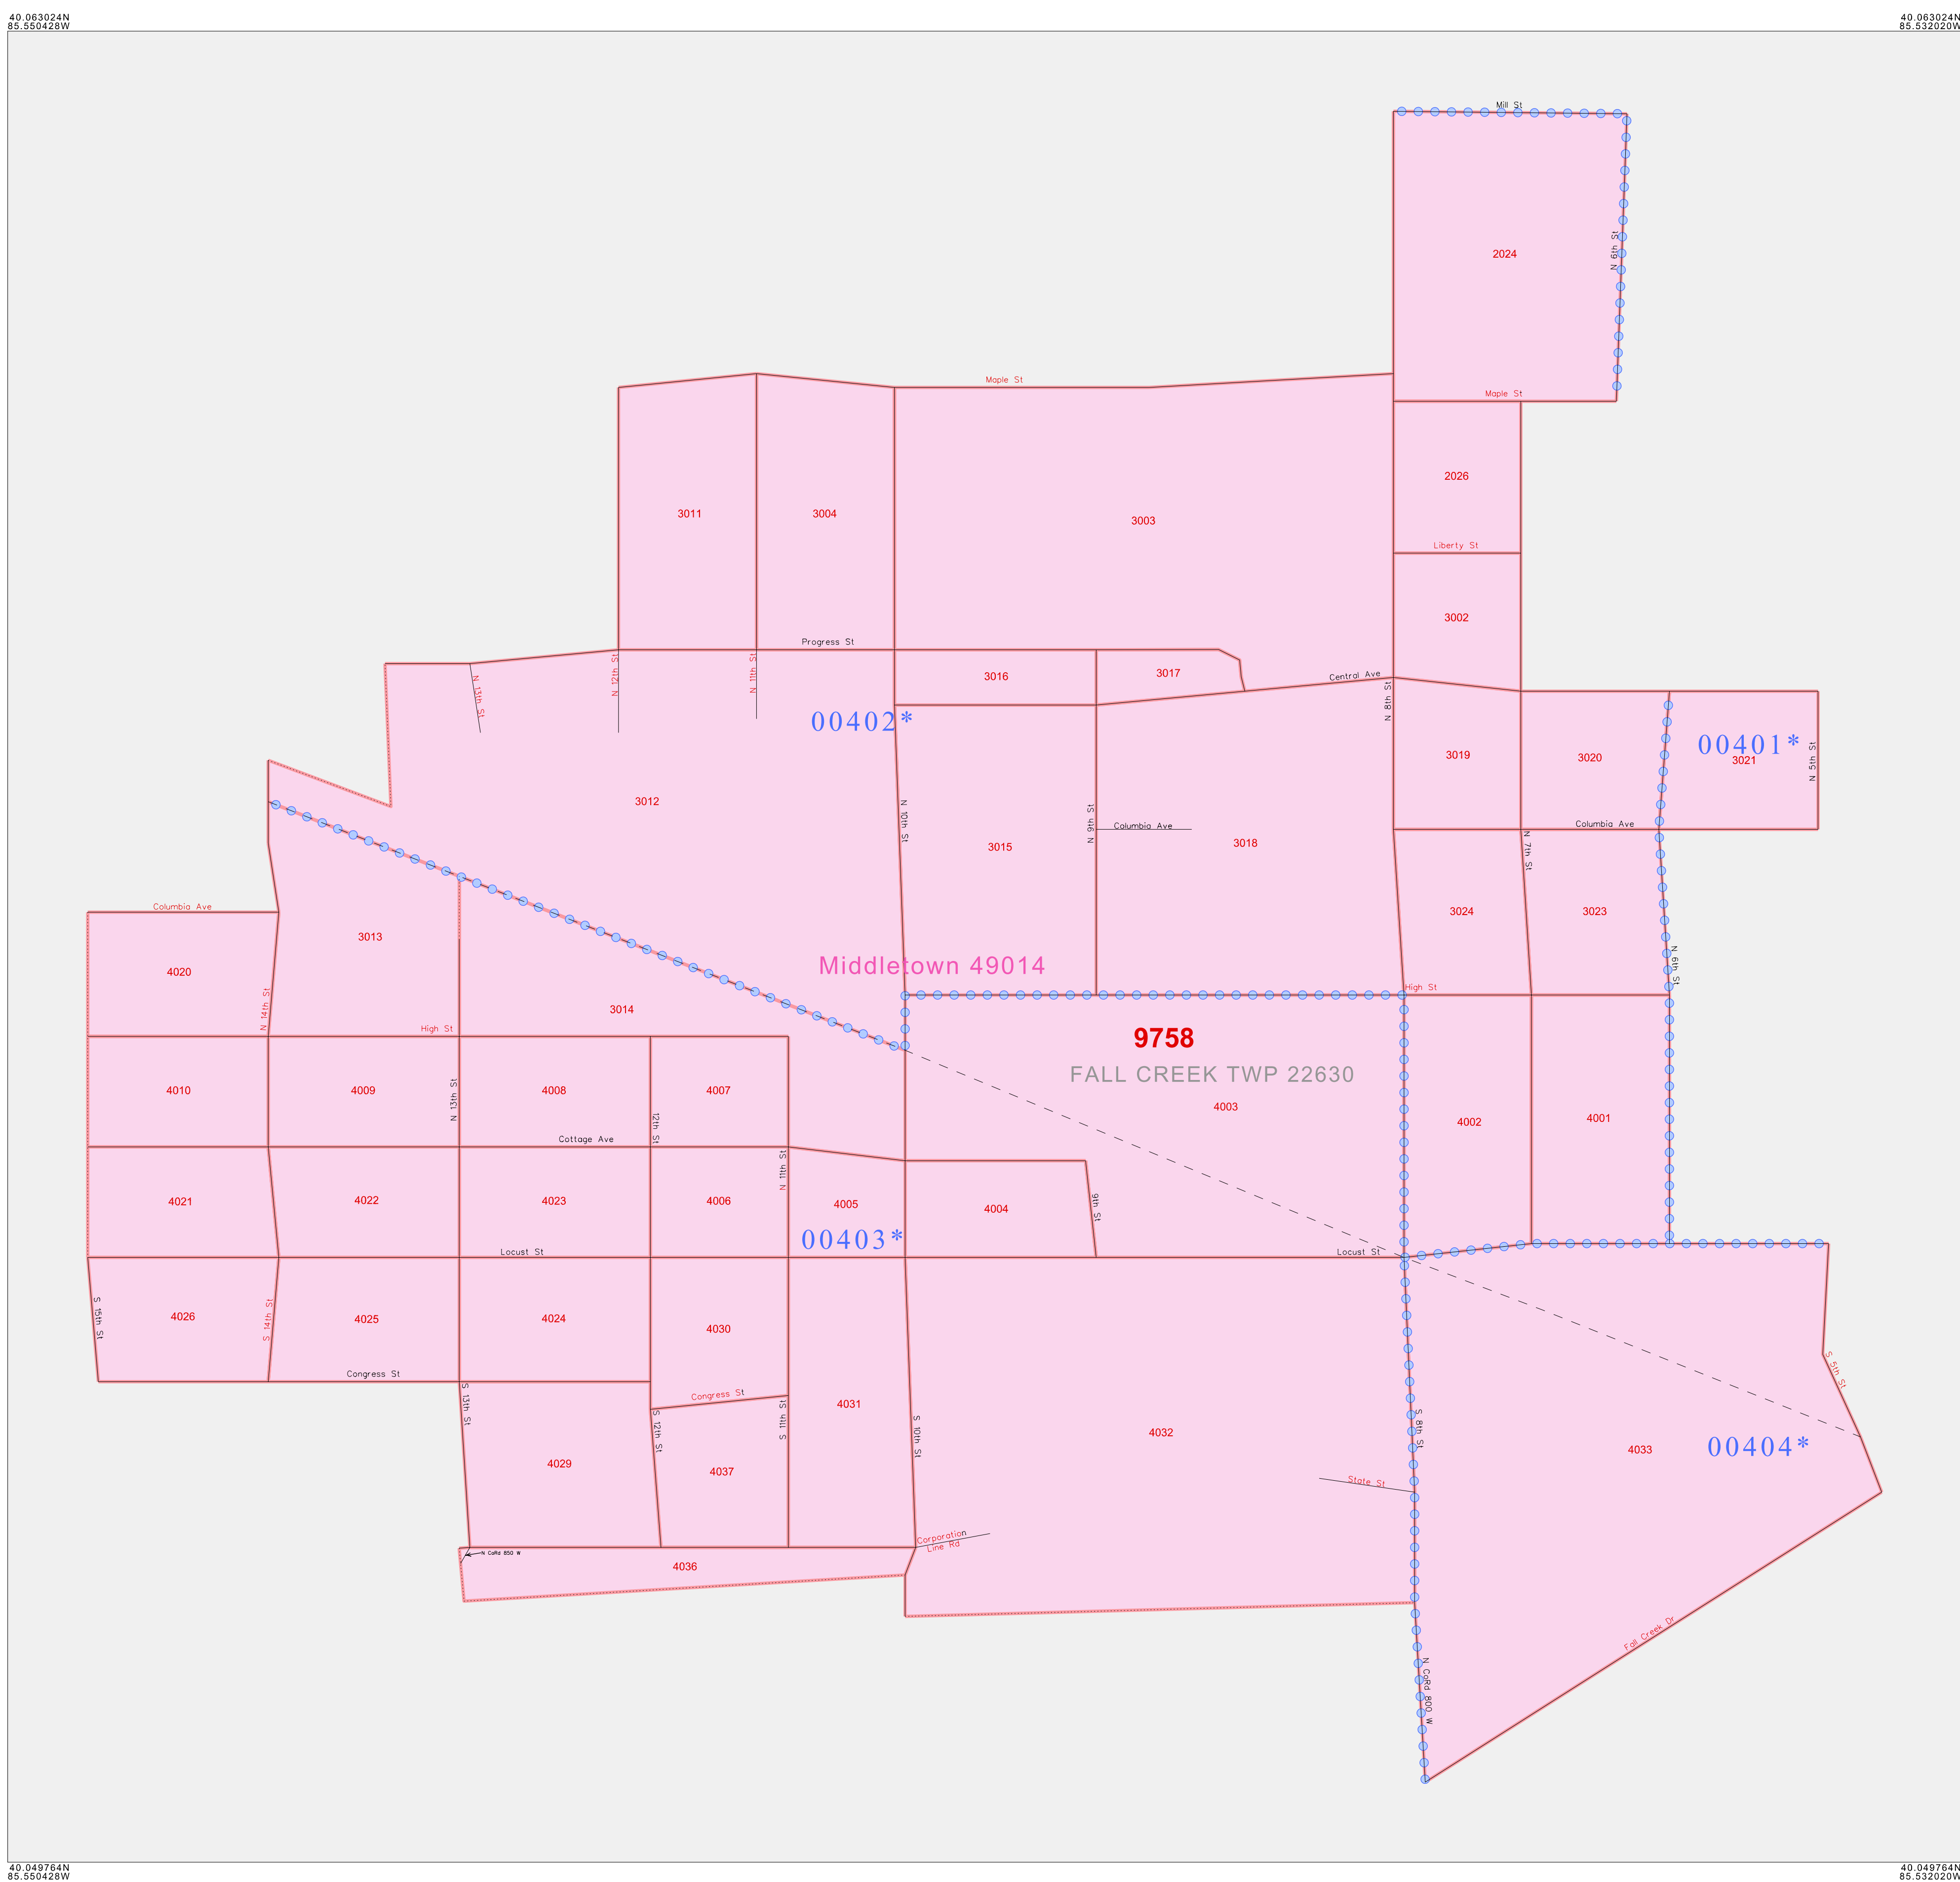 40.063024N
85.550428W
40.063024N
85.532020W
Mill St
N 6th St
2024
Maple St
Maple St
2026
3011
3004
3003
Liberty St
3002
Progress St
N 13th St
N 12th St
N 11th St
3016
3017
Central Ave
N 8th St
00402*
00401*
3019
3020
3021
N 5th St
3012
N 10th St
N 9th St
Columbia Ave
Columbia Ave
3015
3018
N 7th St
Columbia Ave
3013
3024
3023
4020
Middletown 49014
N 6th St
N 14th St
High St
3014
High St
9758
FALL CREEK TWP 22630
4010
4009
N 13th St
4008
4007
12th St
4003
4002
4001
Cottage Ave
N 11th St
4021
4022
4023
4006
4005
4004
9th St
00403*
Locust St
Locust St
S 15th St
4026
S 14th St
4025
4024
4030
Congress St
S 13th St
Congress St
S 12th St
S 11th St
4031
S 10th St
4032
S 8th St
S 5th St
4033
00404*
4029
4037
State St
Corporation
Line Rd
N CoRd 850 W
4036
Fall Creek Dr
N CoRd 800 W
40.049764N
85.550428W
40.049764N
85.532020W